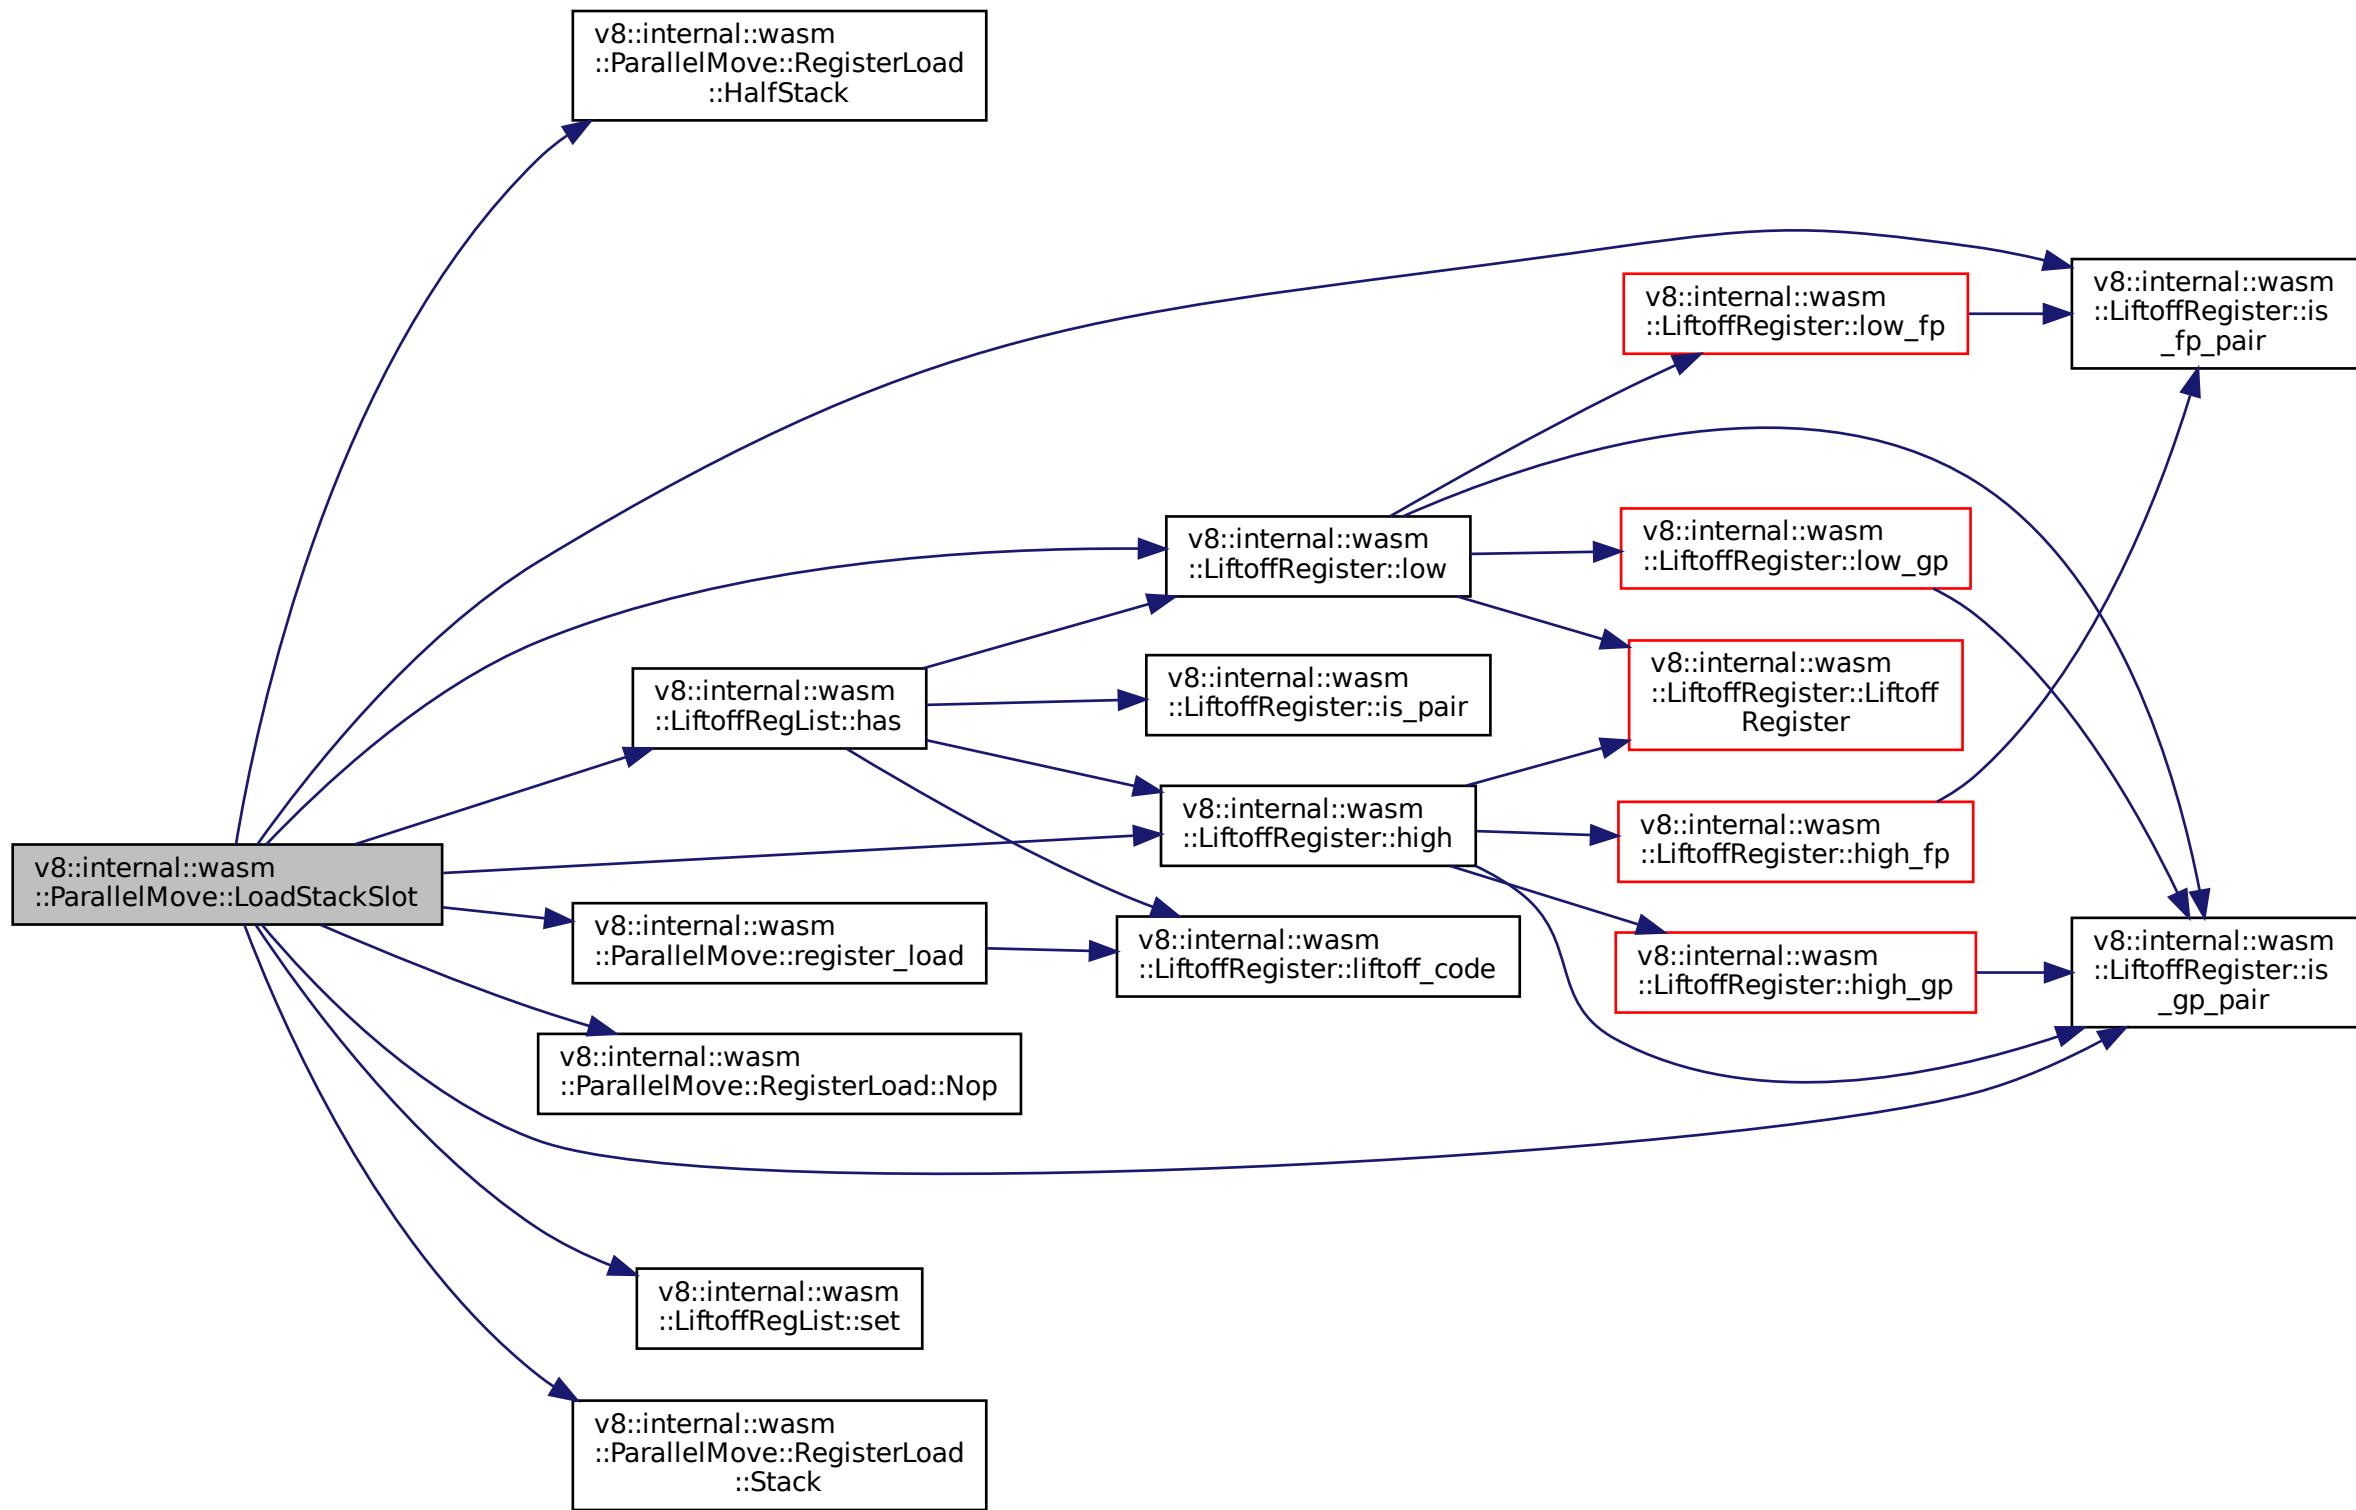 v8::internal::wasm
::ParallelMove::RegisterLoad
::HalfStack
v8::internal::wasm
::LiftoffRegister::is
_fp_pair
v8::internal::wasm
::LiftoffRegister::low_fp
v8::internal::wasm
::LiftoffRegister::low
v8::internal::wasm
::LiftoffRegister::low_gp
v8::internal::wasm
::LiftoffRegList::has
v8::internal::wasm
::LiftoffRegister::is_pair
v8::internal::wasm
::LiftoffRegister::Liftoff
Register
v8::internal::wasm
::LiftoffRegister::high
v8::internal::wasm
::LiftoffRegister::high_fp
v8::internal::wasm
::ParallelMove::LoadStackSlot
v8::internal::wasm
::ParallelMove::register_load
v8::internal::wasm
::LiftoffRegister::liftoff_code
v8::internal::wasm
::LiftoffRegister::high_gp
v8::internal::wasm
::LiftoffRegister::is
_gp_pair
v8::internal::wasm
::ParallelMove::RegisterLoad::Nop
v8::internal::wasm
::LiftoffRegList::set
v8::internal::wasm
::ParallelMove::RegisterLoad
::Stack